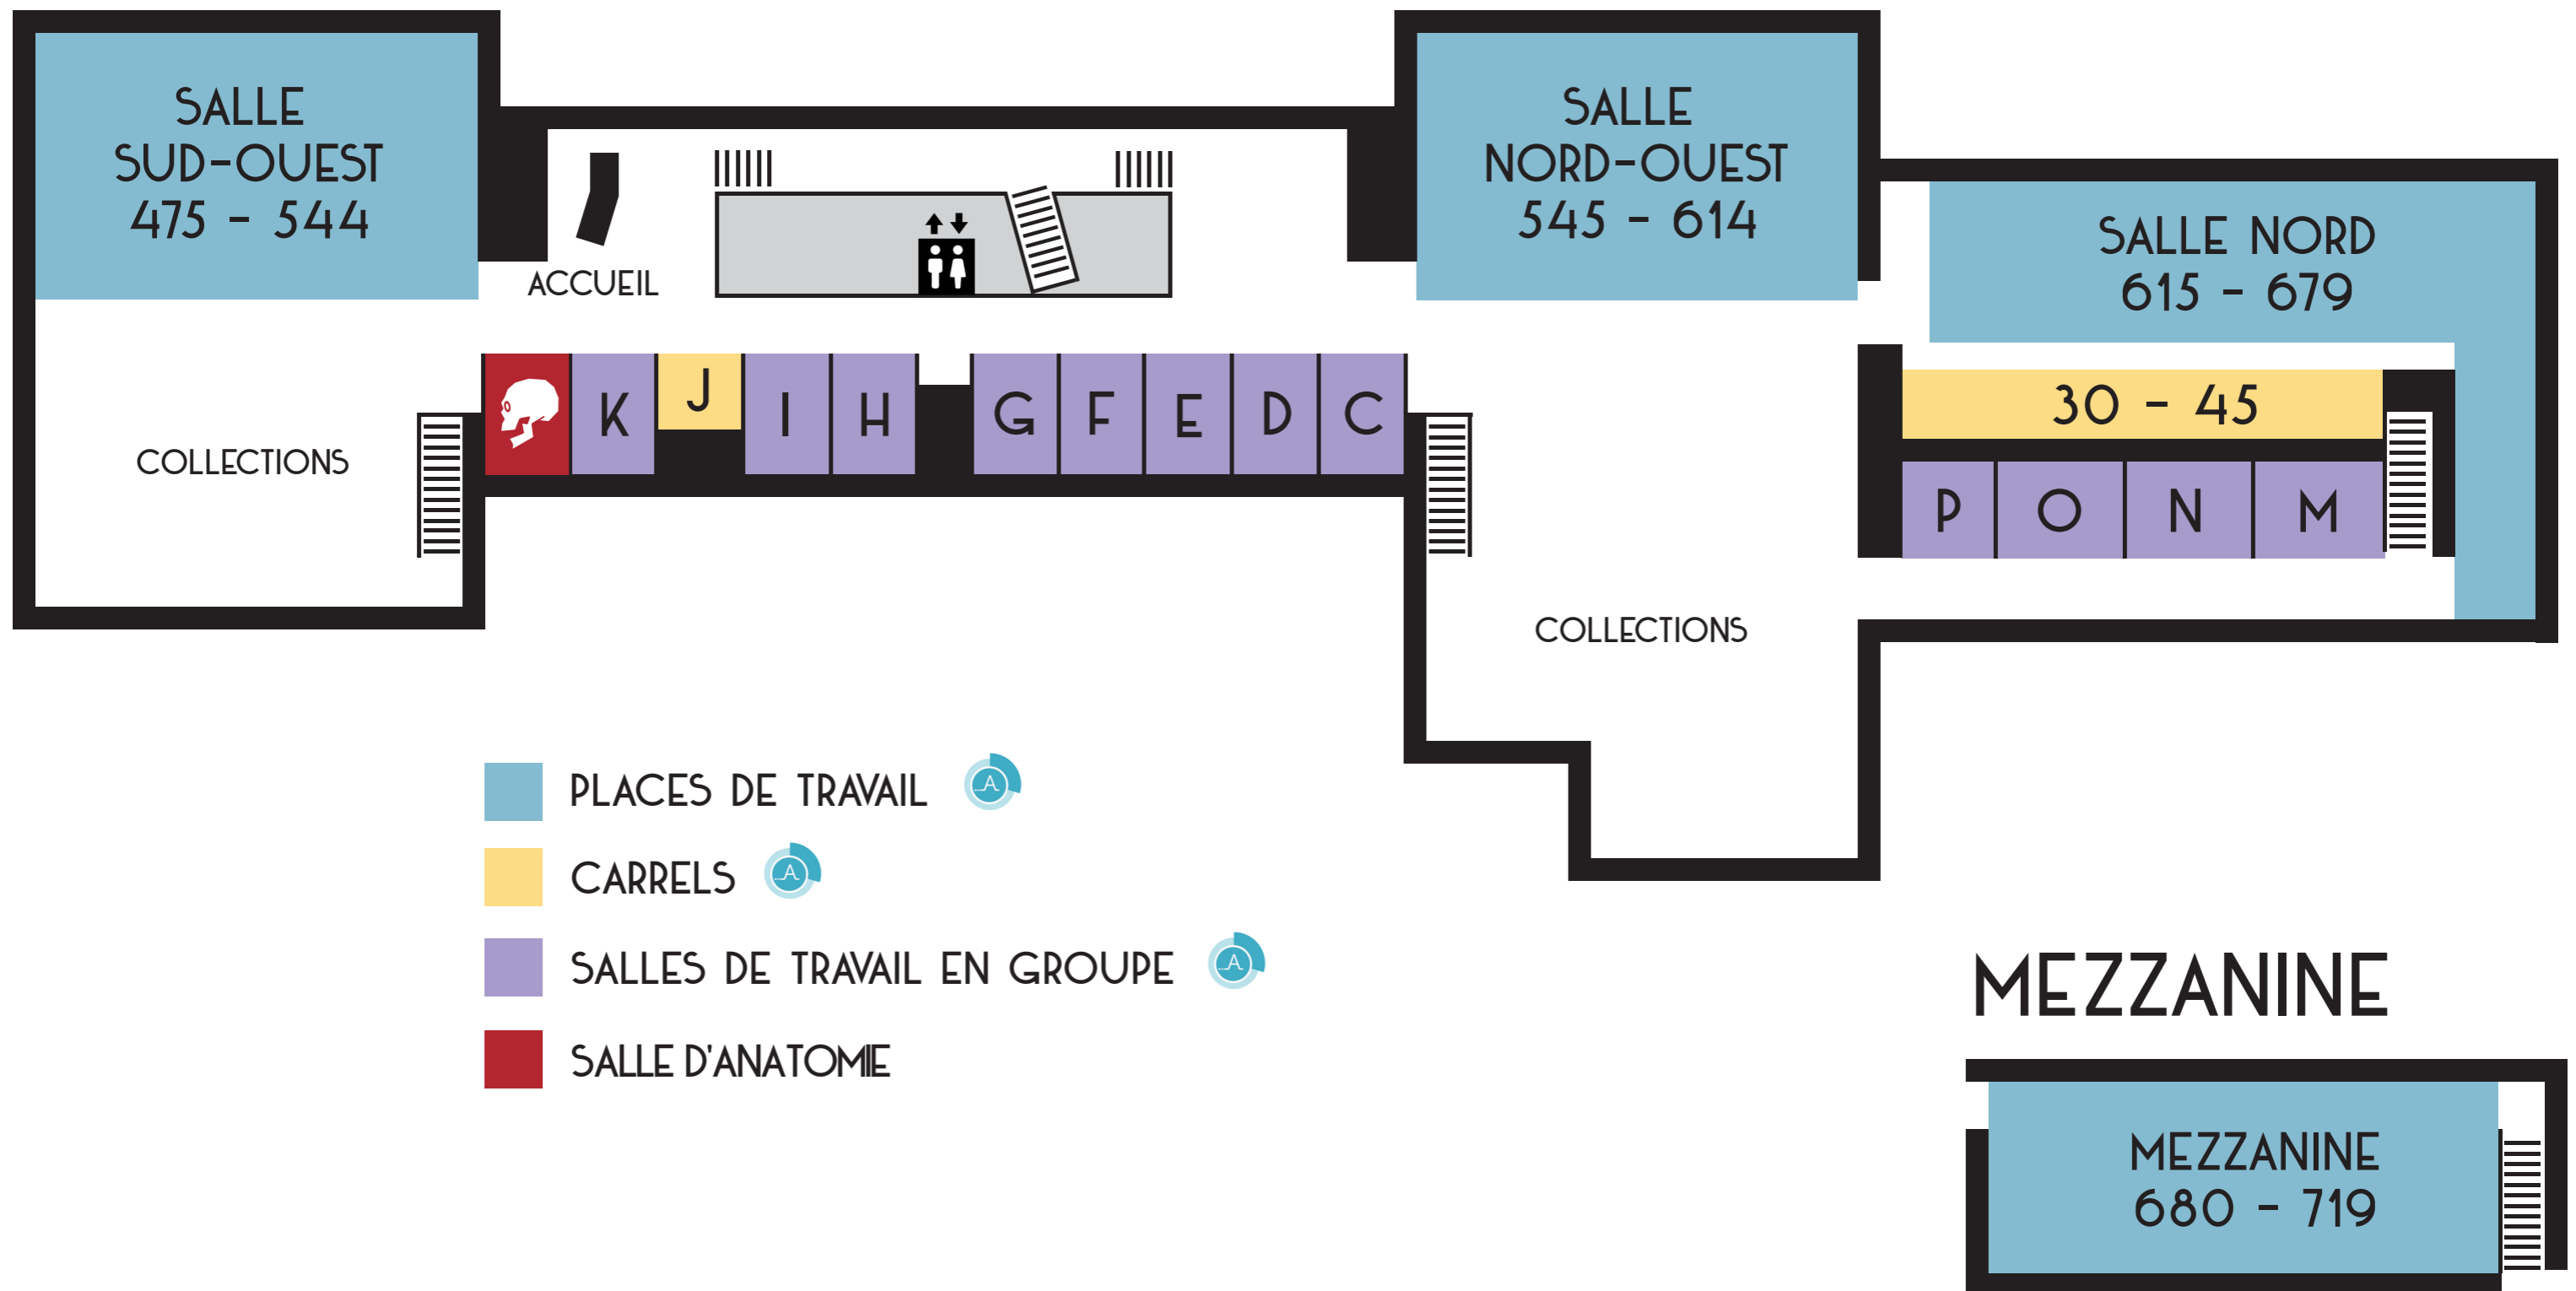 SALLE
SUD-OUEST
475 - 544
SALLE
NORD-OUEST
545 - 614
SALLE NORD
615 - 679
ACCUEIL
K
J
I
H
G
F
E
D
C
30 - 45
P
O
N
M
COLLECTIONS
COLLECTIONS
PLACES DE TRAVAIL
A
CARRELS
A
SALLES DE TRAVAIL EN GROUPE
A
SALLE D'ANATOMIE
MEZZANINE
MEZZANINE
680 - 719